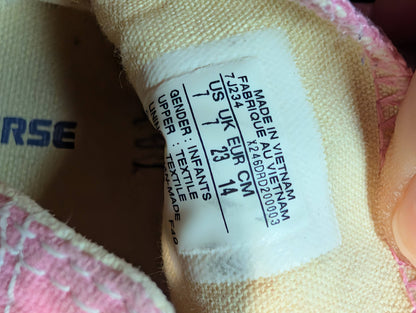 RSE
MADE IN VIETNAM
FABRIQUE AU VIETNAM
7J234 X246DRD200003
US UK EUR CM
7 7 23 14
GENDER : INFANTS
UPPER : TEXTILE